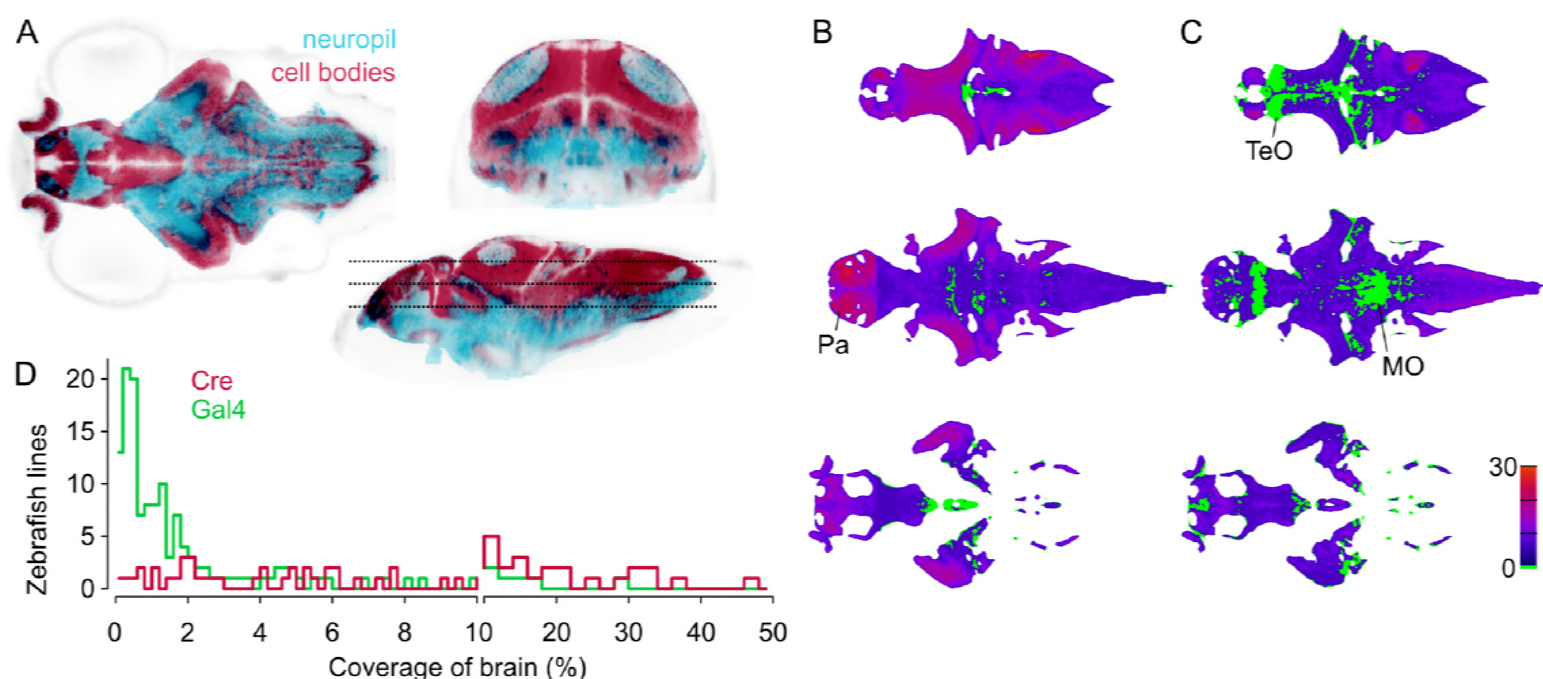 A
neuropil
cell bodies
B
C
TeO
Pa
MO
D
Cre
Gal4
Zebrafish lines
20
15
10
5
0
0 2 4 6 8 10 20 30 40 50
Coverage of brain (%)
30
0